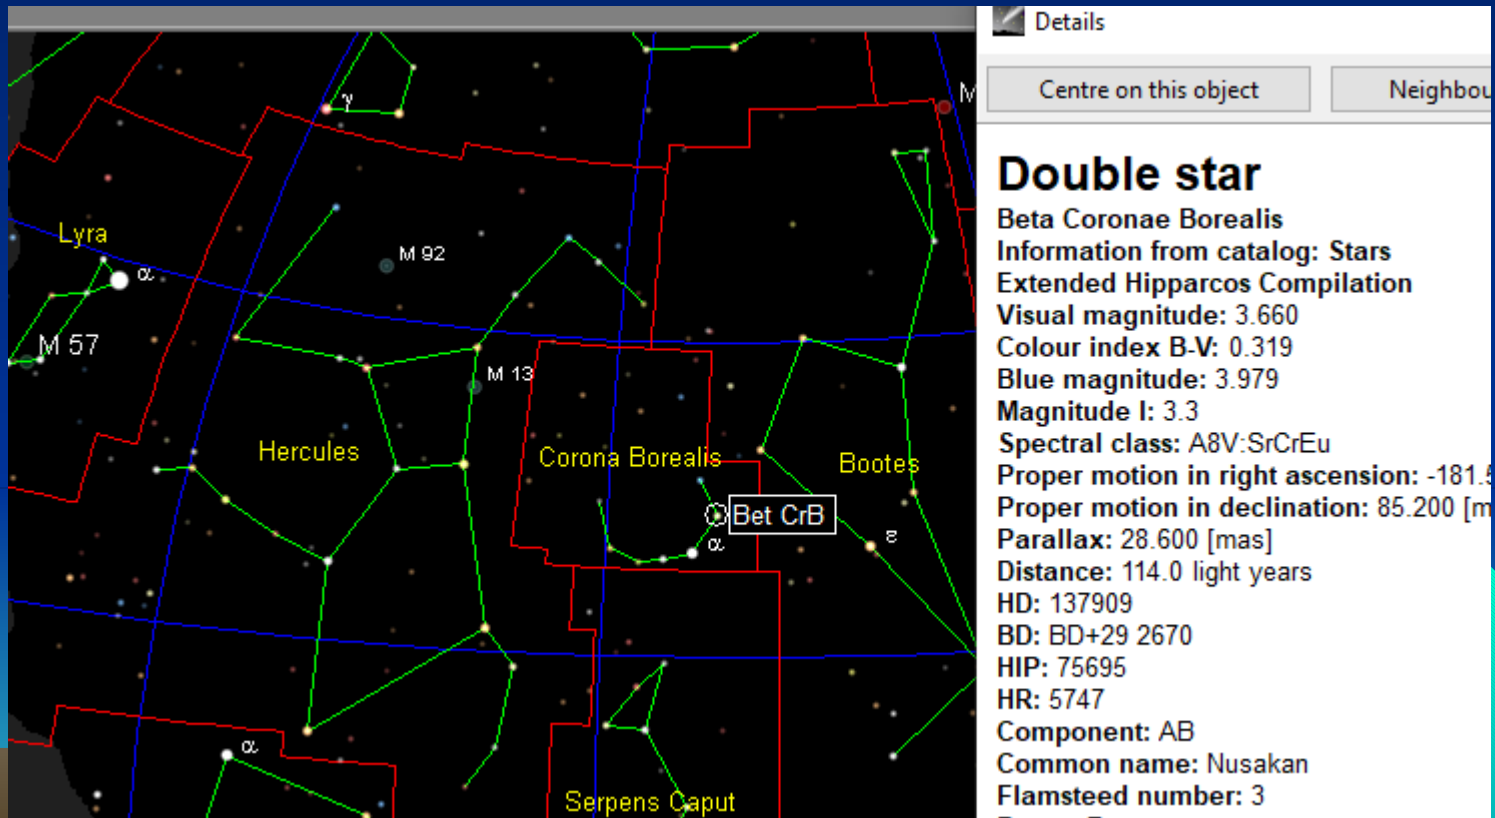 Details
Centre on this object
Neighbou
M
γ
Lyra
α
M 92
M 57
M 13
Hercules
Corona Borealis
Bootes
Bet CrB
α
ε
α
Serpens Caput
Double star
Beta Coronae Borealis
Information from catalog: Stars
Extended Hipparcos Compilation
Visual magnitude: 3.660
Colour index B-V: 0.319
Blue magnitude: 3.979
Magnitude I: 3.3
Spectral class: A8V:SrCrEu
Proper motion in right ascension: -181.5
Proper motion in declination: 85.200 [m
Parallax: 28.600 [mas]
Distance: 114.0 light years
HD: 137909
BD: BD+29 2670
HIP: 75695
HR: 5747
Component: AB
Common name: Nusakan
Flamsteed number: 3